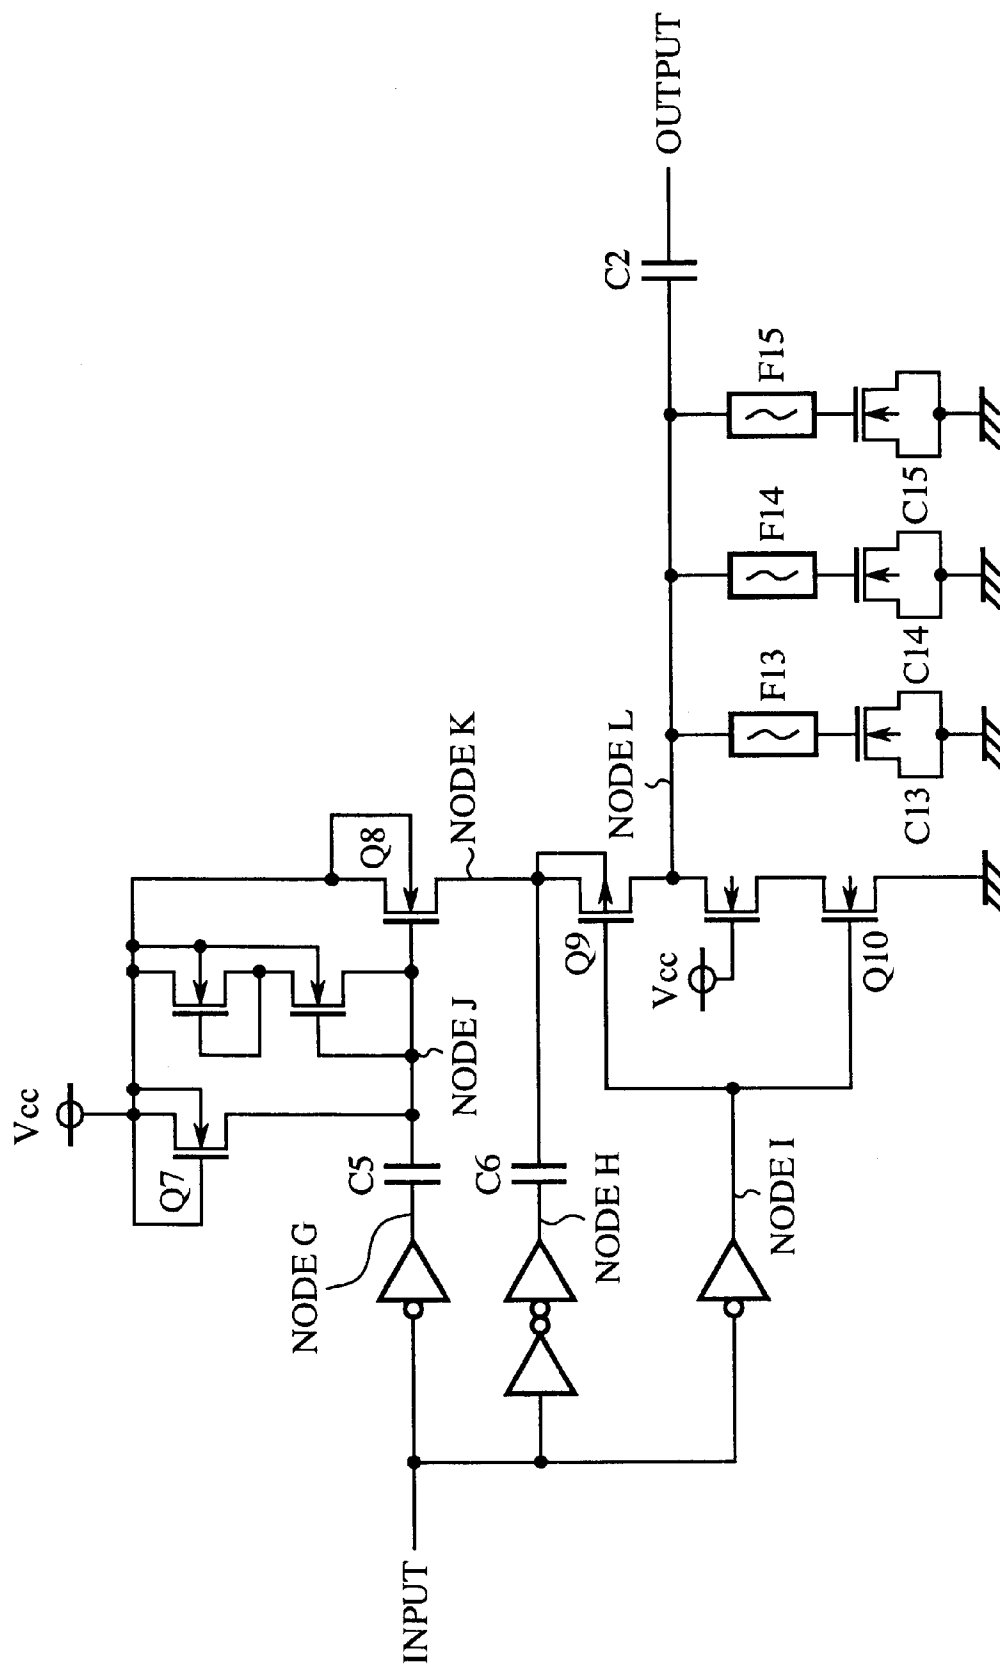 Vcc
Q7
Q8
NODE G
C5
NODE J
NODE K
INPUT
C6
NODE H
Q9
NODE L
C2
OUTPUT
Vcc
NODE I
Q10
F13
F14
F15
C13
C14
C15